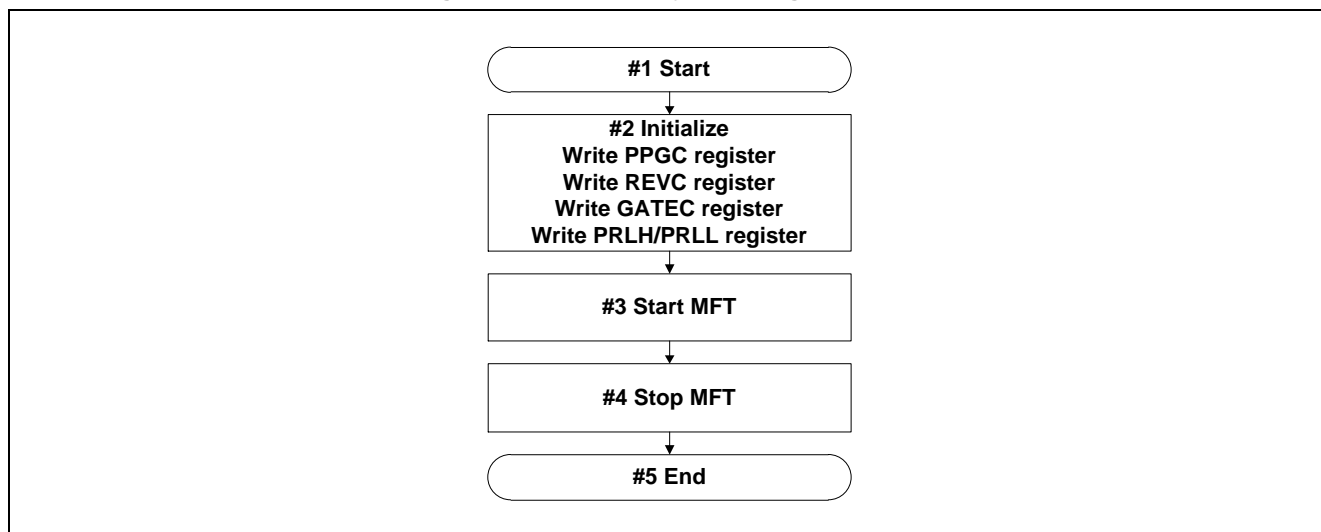 #1 Start
#2 Initialize
Write PPGC register
Write REVC register
Write GATEC register
Write PRLH/PRLL register
#3 Start MFT
#4 Stop MFT
#5 End